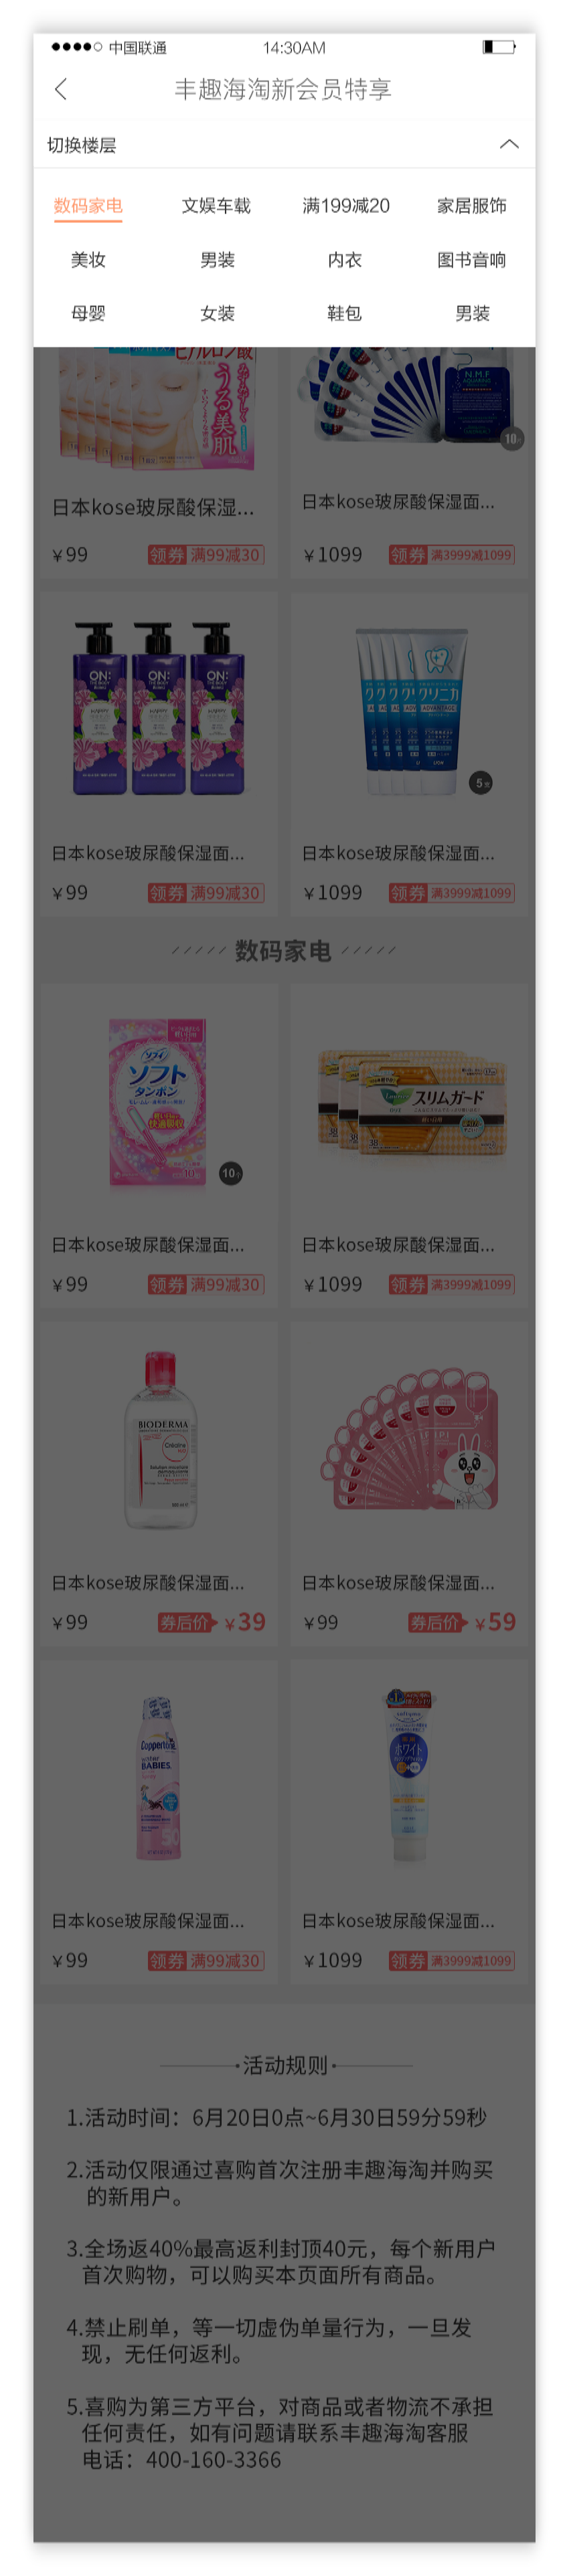 中国联通 14:30AM
丰趣海淘新会员特享
切换楼层
数码家电 文娱车载 满199减20 家居服饰
美妆 男装 内衣 图书音响
母婴 女装 鞋包 男装
ヒアルロン酸
うる美肌
N.M.F
10
日本kose玻尿酸保湿... 日本kose玻尿酸保湿面...
￥99 领券 满99减30 ￥1099 领券 满3999减1099
ON: ON: ON:
クリニカ
5
日本kose玻尿酸保湿面... 日本kose玻尿酸保湿面...
￥99 领券 满99减30 ￥1099 领券 满3999减1099
数码家电
ソフィ
ソフト
タンポン
快適吸収
10
Laurier
スリムガード
38
日本kose玻尿酸保湿面... 日本kose玻尿酸保湿面...
￥99 领券 满99减30 ￥1099 领券 满3999减1099
BIODERMA
Créaline
日本kose玻尿酸保湿面... 日本kose玻尿酸保湿面...
￥99 券后价 ￥39 ￥99 券后价 ￥59
Coppertone
water
BABIES
50
ホワイト
日本kose玻尿酸保湿面... 日本kose玻尿酸保湿面...
￥99 领券 满99减30 ￥1099 领券 满3999减1099
活动规则
1.活动时间：6月20日0点~6月30日59分59秒
2.活动仅限通过喜购首次注册丰趣海淘并购买
的新用户。
3.全场返40%最高返利封顶40元，每个新用户
首次购物，可以购买本页面所有商品。
4.禁止刷单，等一切虚伪单量行为，一旦发
现，无任何返利。
5.喜购为第三方平台，对商品或者物流不承担
任何责任，如有问题请联系丰趣海淘客服
电话：400-160-3366